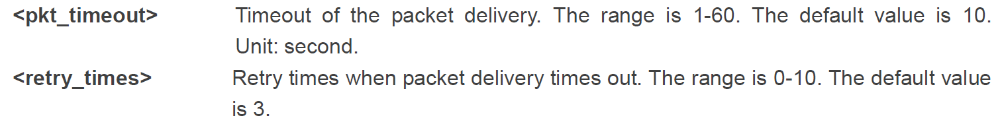 <pkt_timeout> Timeout of the packet delivery. The range is 1-60. The default value is 10.
Unit: second.
<retry_times> Retry times when packet delivery times out. The range is 0-10. The default value
is 3.